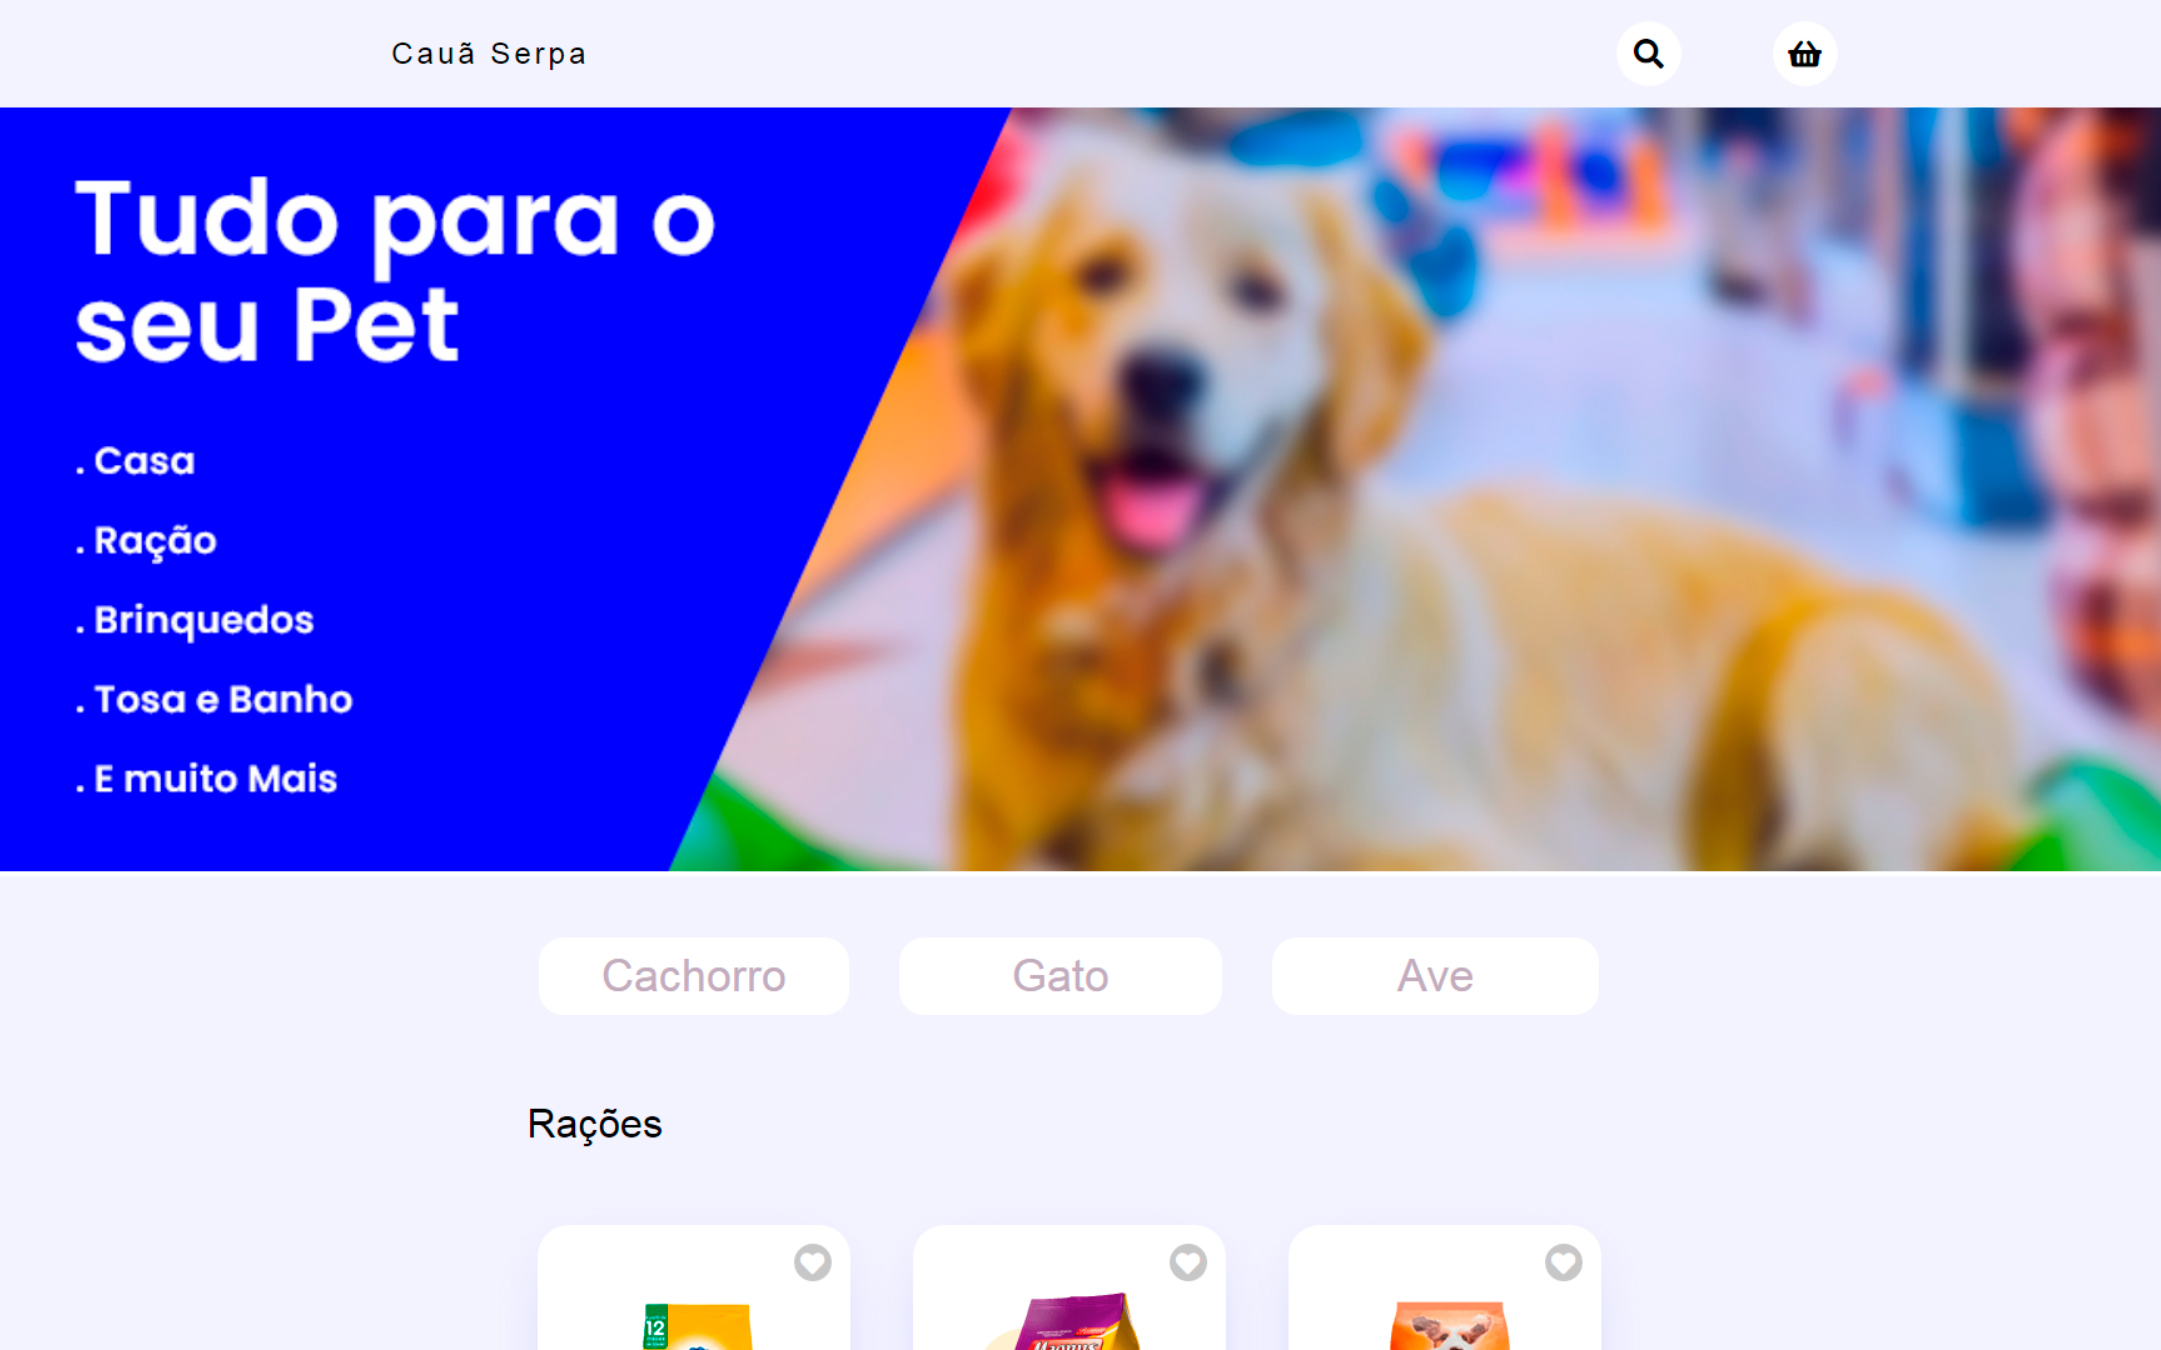 Cauã Serpa
Tudo para o
seu Pet
. Casa
. Ração
. Brinquedos
. Tosa e Banho
. E muito Mais
Cachorro
Gato
Ave
Rações
12